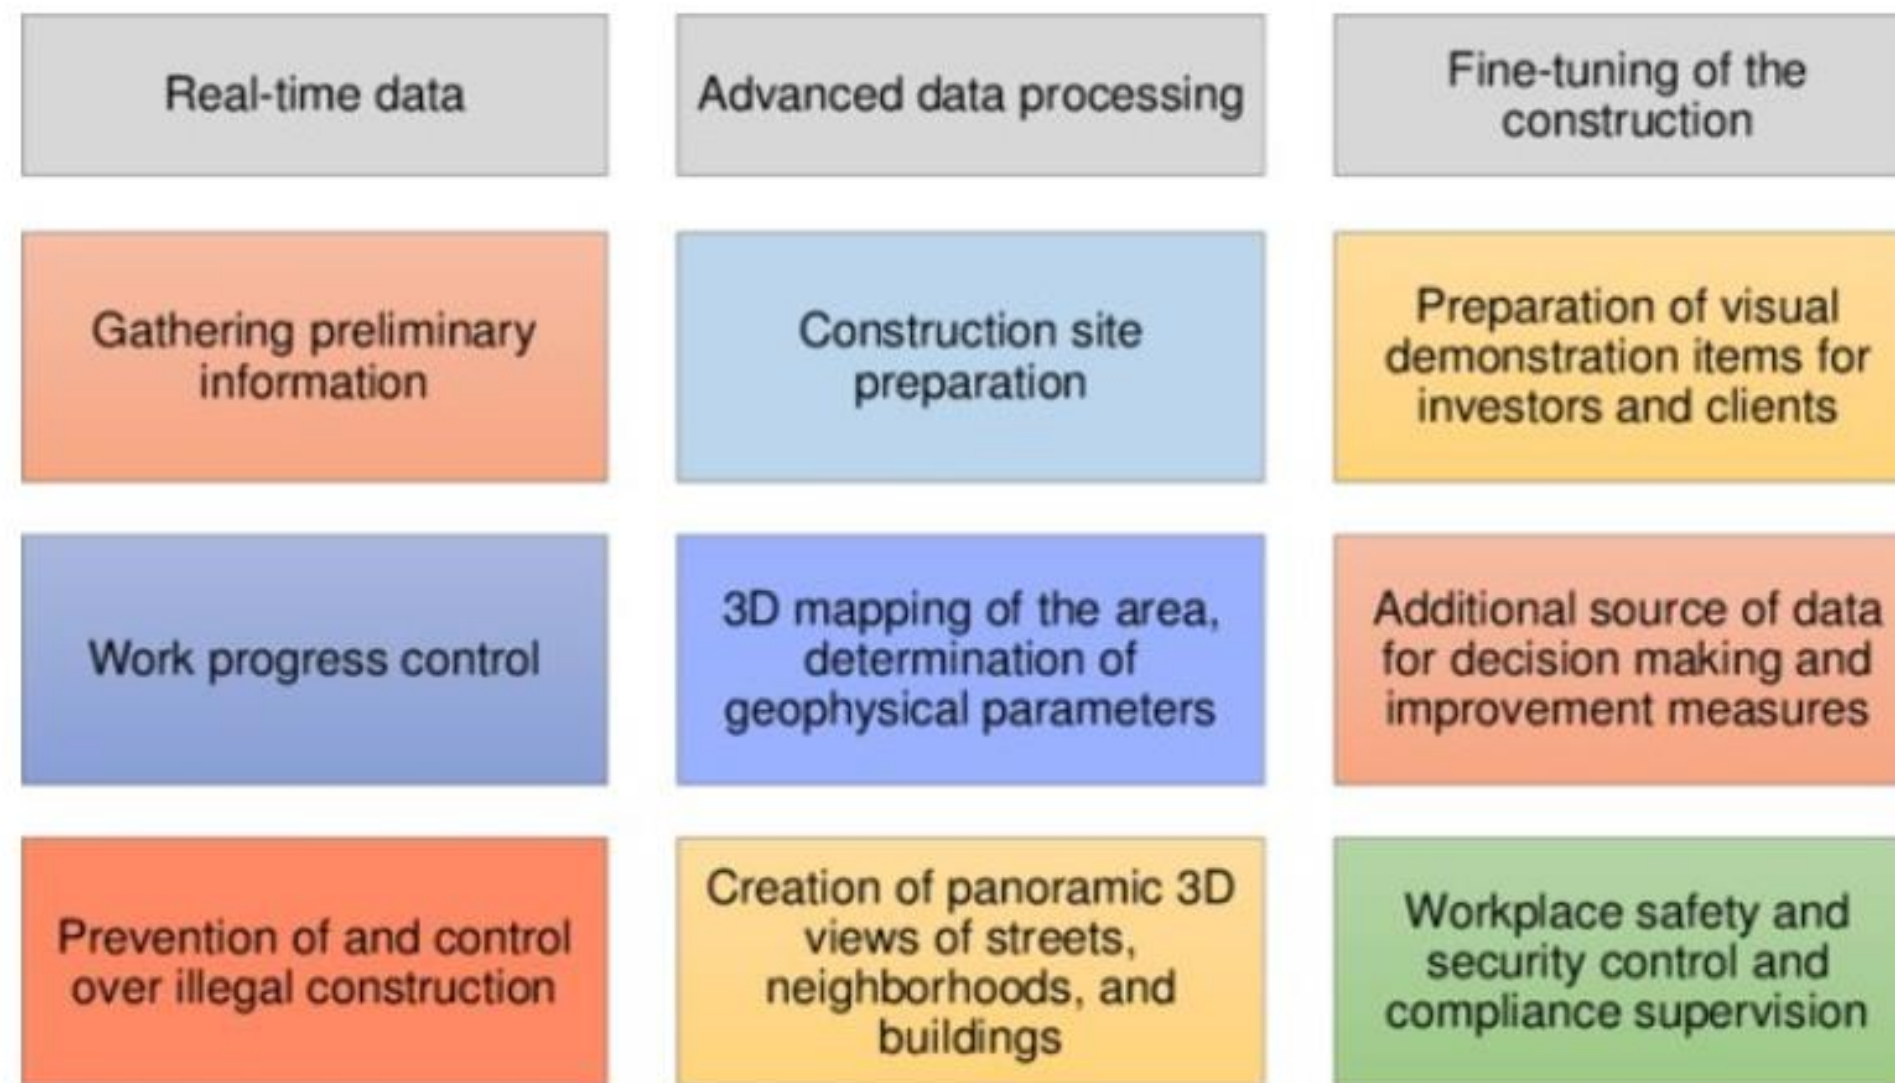 Real-time data
Advanced data processing
Fine-tuning of the
construction
Gathering preliminary
information
Construction site
preparation
Preparation of visual
demonstration items for
investors and clients
Work progress control
3D mapping of the area,
determination of
geophysical parameters
Additional source of data
for decision making and
improvement measures
Prevention of and control
over illegal construction
Creation of panoramic 3D
views of streets,
neighborhoods, and
buildings
Workplace safety and
security control and
compliance supervision